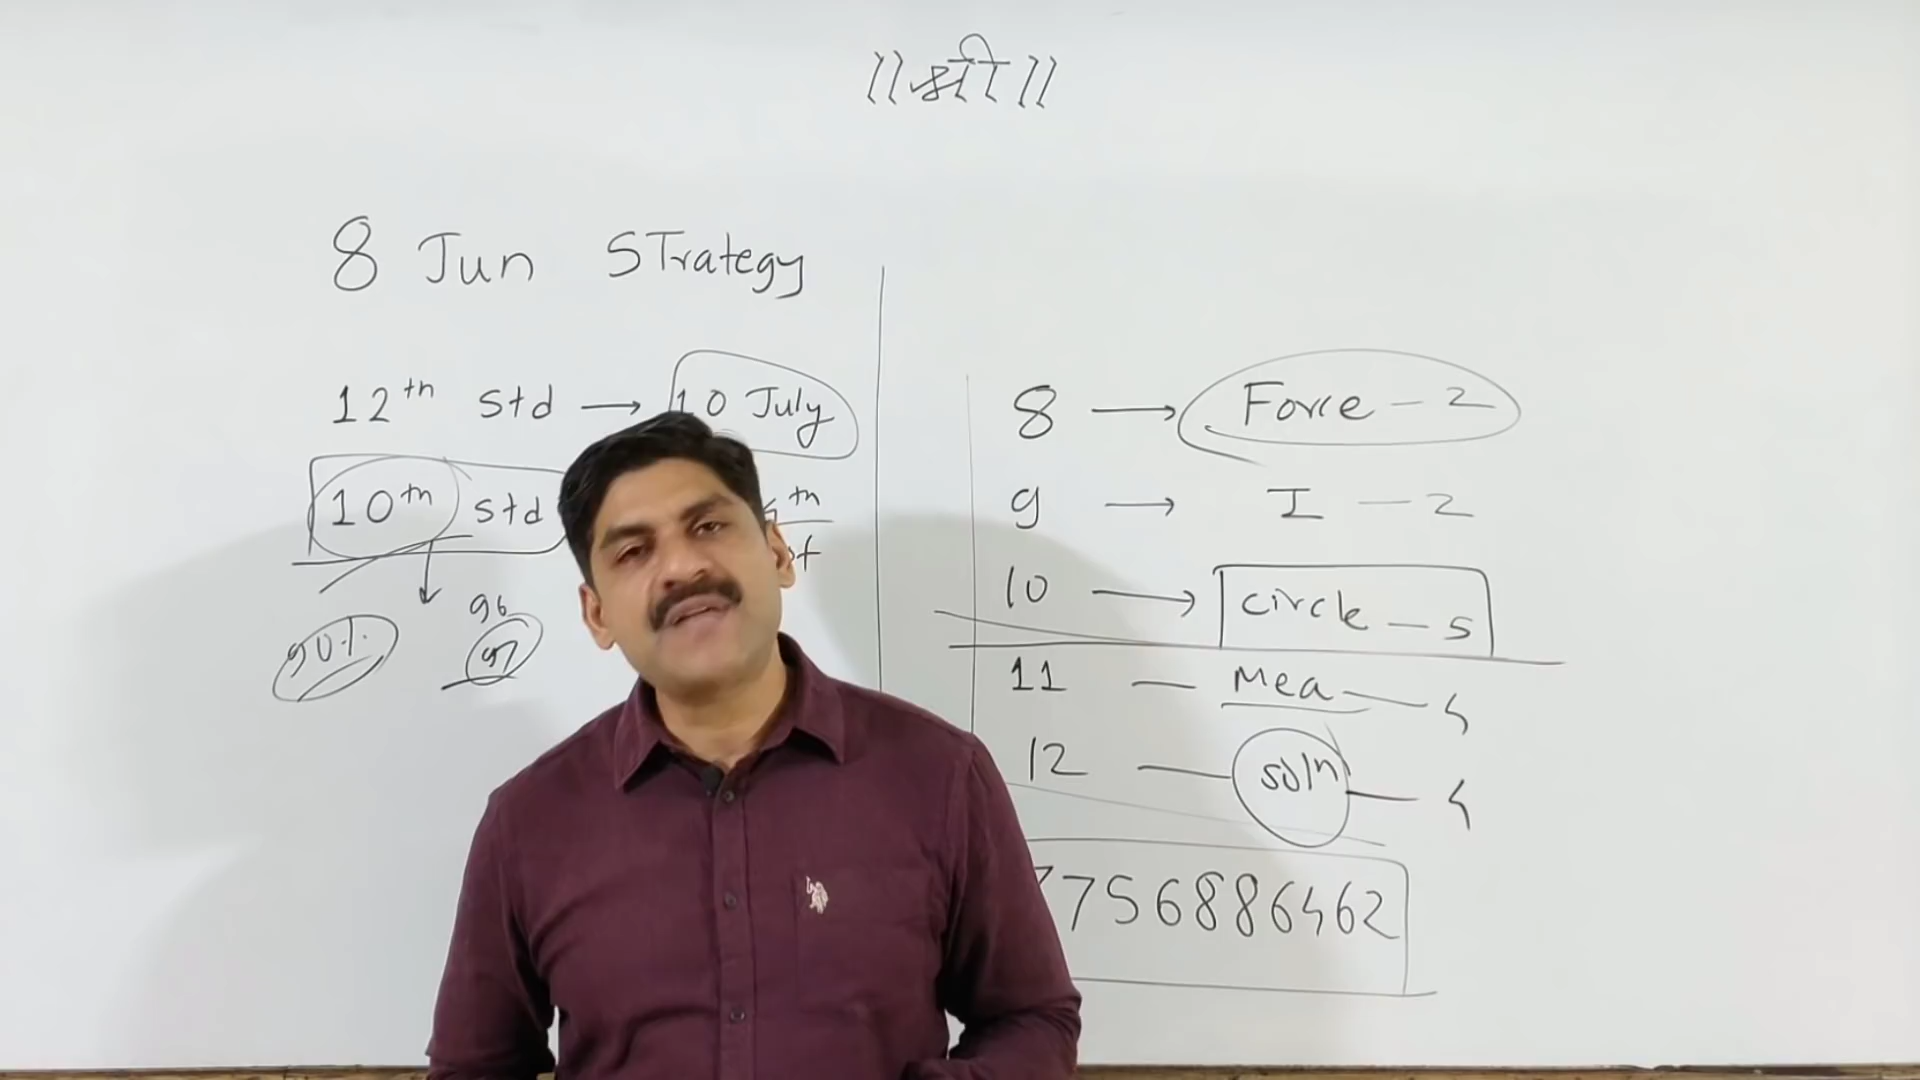 ॥ श्री ॥
8 Jun STrategy
12th Std → 10 July
10th Std
th
90%.
96
97
8 → Force - 2
9 → I - 2
10 → circle - 5
11 - Mea - 4
12 - soln - 4
7756886462